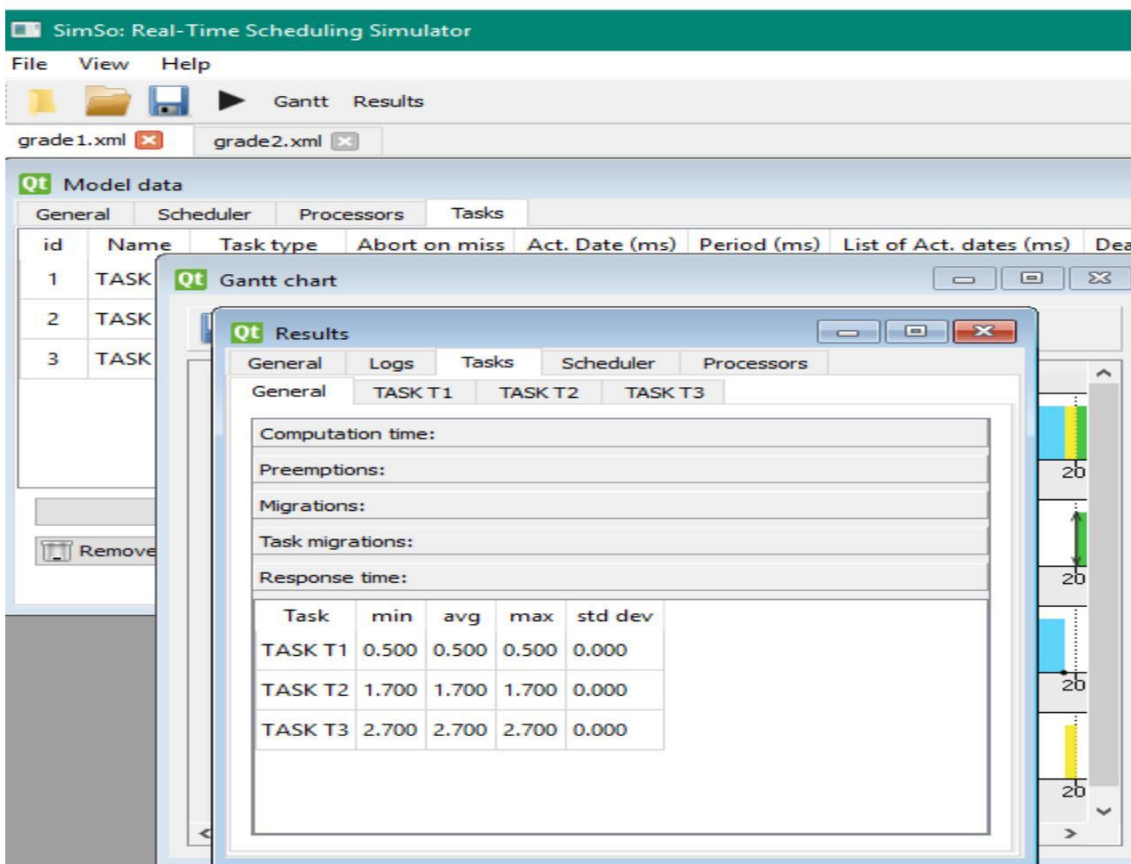 SimSo: Real-Time Scheduling Simulator
File View Help
Gantt Results
grade1.xml grade2.xml
Qt Model data
General Scheduler Processors Tasks
id Name Task type Abort on miss Act. Date (ms) Period (ms) List of Act. dates (ms) Dea
1 TASK
2 TASK
3 TASK
Remove
Qt Gantt chart
Qt Results
General Logs Tasks Scheduler Processors
General TASK T1 TASK T2 TASK T3
Computation time:
Preemptions:
Migrations:
Task migrations:
Response time:
Task min avg max std dev
TASK T1 0.500 0.500 0.500 0.000
TASK T2 1.700 1.700 1.700 0.000
TASK T3 2.700 2.700 2.700 0.000
20
20
20
20